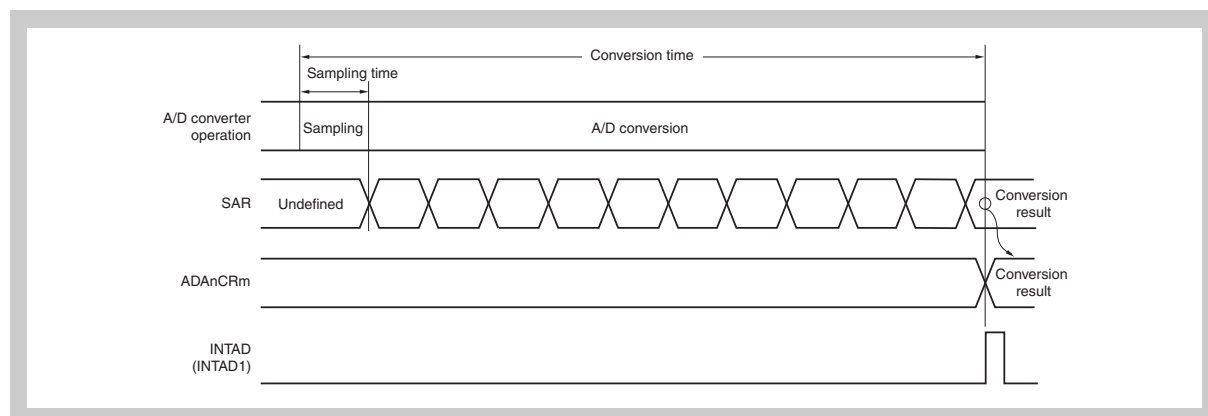 Conversion time
Sampling time
A/D converter
operation
Sampling
A/D conversion
SAR
Undefined
Conversion
result
ADAnCRm
Conversion
result
INTAD
(INTAD1)